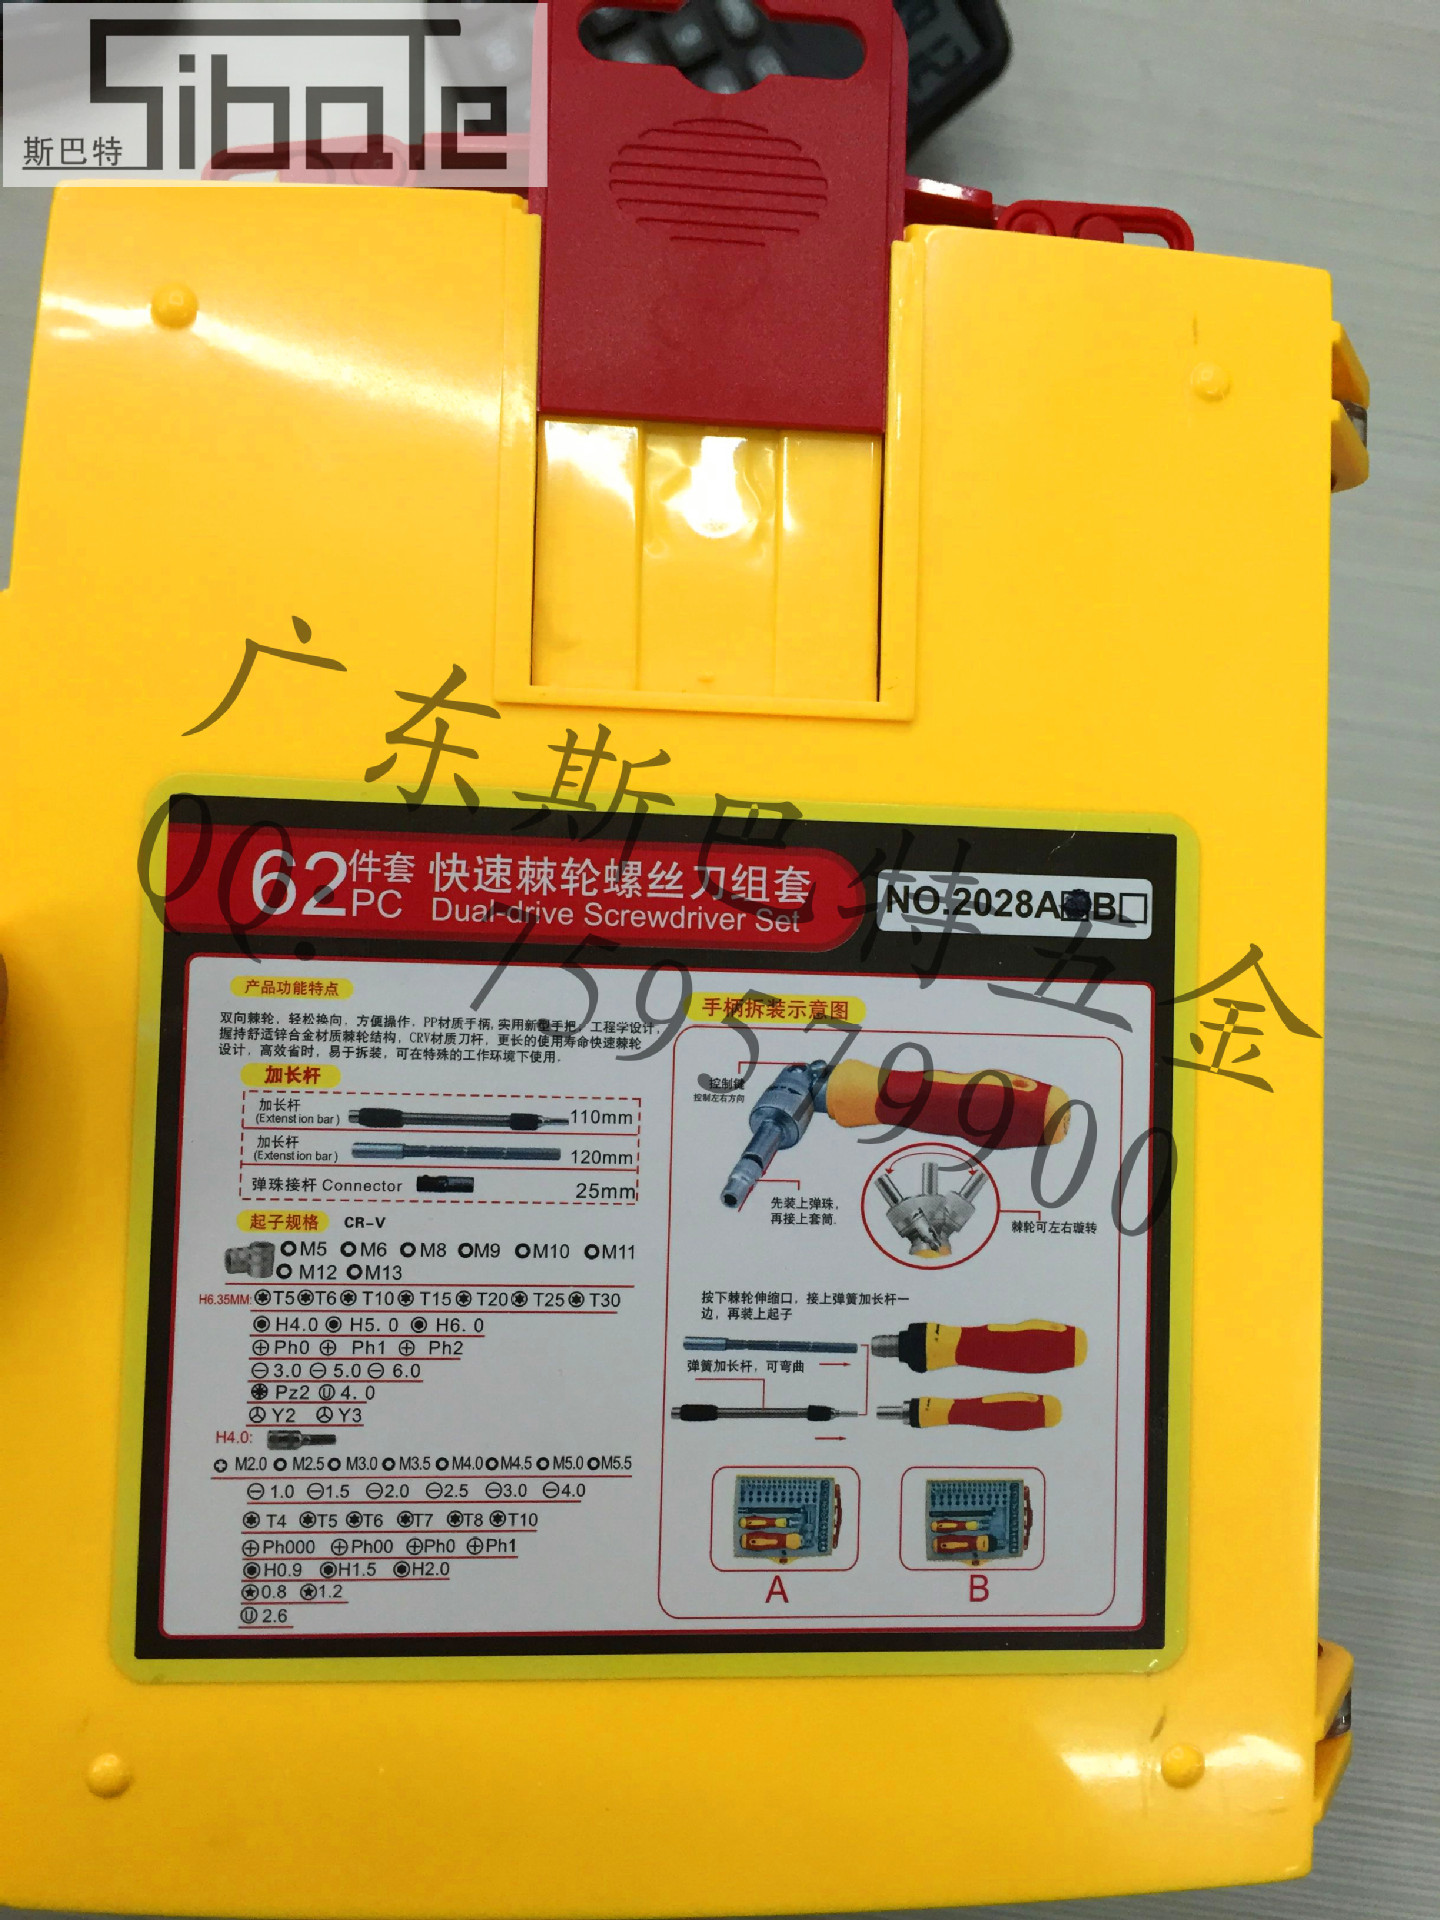 Sibate
斯巴特
广东斯巴特五金
QQ:759579900
62件套 快速棘轮螺丝刀组套
PC Dual-drive Screwdriver Set
NO.2028A B□
产品功能特点
双向棘轮，轻松换向，方便操作，PP材质手柄，实用新型手把，工程学设计，
握持舒适锌合金材质棘轮结构，CRV材质刀杆，更长的使用寿命快速棘轮
设计，高效省时，易于拆装，可在特殊的工作环境下使用.
加长杆
加长杆
(Extenstion bar) 110mm
加长杆
(Extenstion bar) 120mm
弹珠接杆 Connector 25mm
起子规格 CR-V
M5 M6 M8 M9 M10 M11
M12 M13
H6.35MM: T5 T6 T10 T15 T20 T25 T30
H4.0 H5.0 H6.0
Ph0 Ph1 Ph2
3.0 5.0 6.0
Pz2 4.0
Y2 Y3
H4.0:
M2.0 M2.5 M3.0 M3.5 M4.0 M4.5 M5.0 M5.5
1.0 1.5 2.0 2.5 3.0 4.0
T4 T5 T6 T7 T8 T10
Ph000 Ph00 Ph0 Ph1
H0.9 H1.5 H2.0
0.8 1.2
2.6
手柄拆装示意图
控制键
控制左右方向
先装上弹珠，
再接上套筒.
棘轮可左右璇转
按下棘轮伸缩口，接上弹簧加长杆一
边，再装上起子
弹簧加长杆，可弯曲
A
B